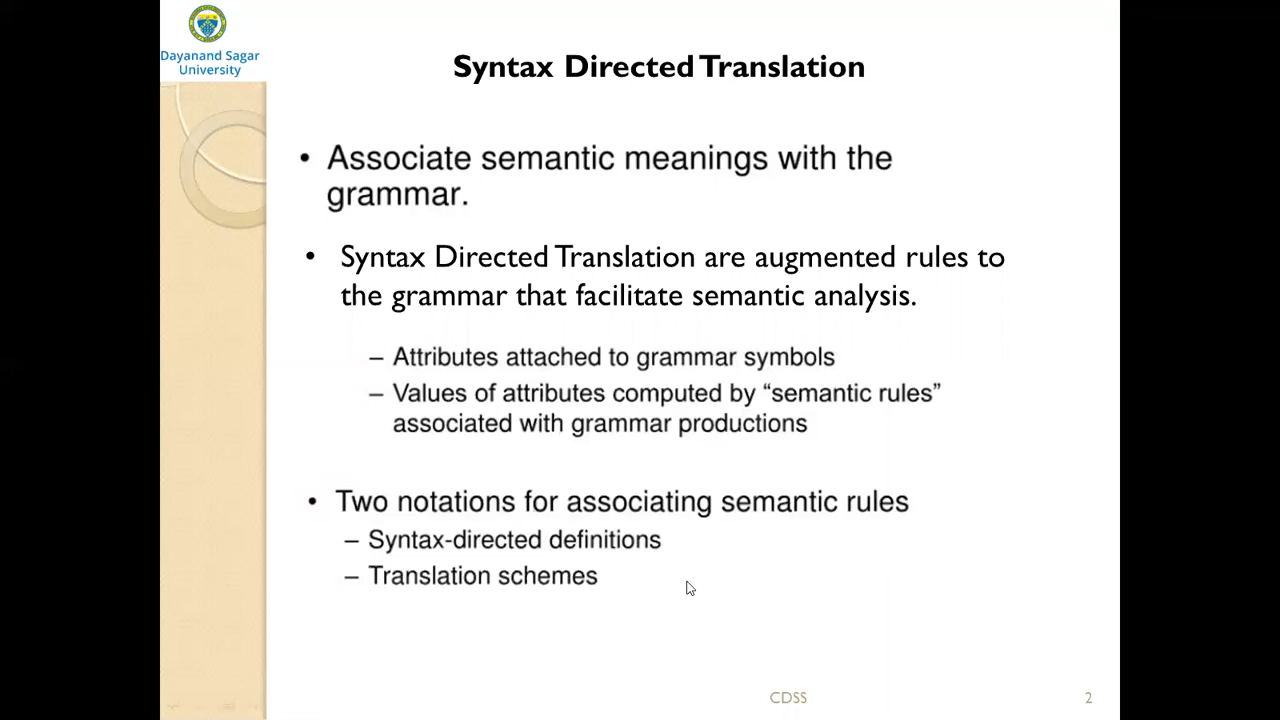 Dayanand Sagar
University
Syntax Directed Translation
• Associate semantic meanings with the
grammar.
• Syntax Directed Translation are augmented rules to
the grammar that facilitate semantic analysis.
– Attributes attached to grammar symbols
– Values of attributes computed by “semantic rules”
associated with grammar productions
• Two notations for associating semantic rules
– Syntax-directed definitions
– Translation schemes
CDSS
2